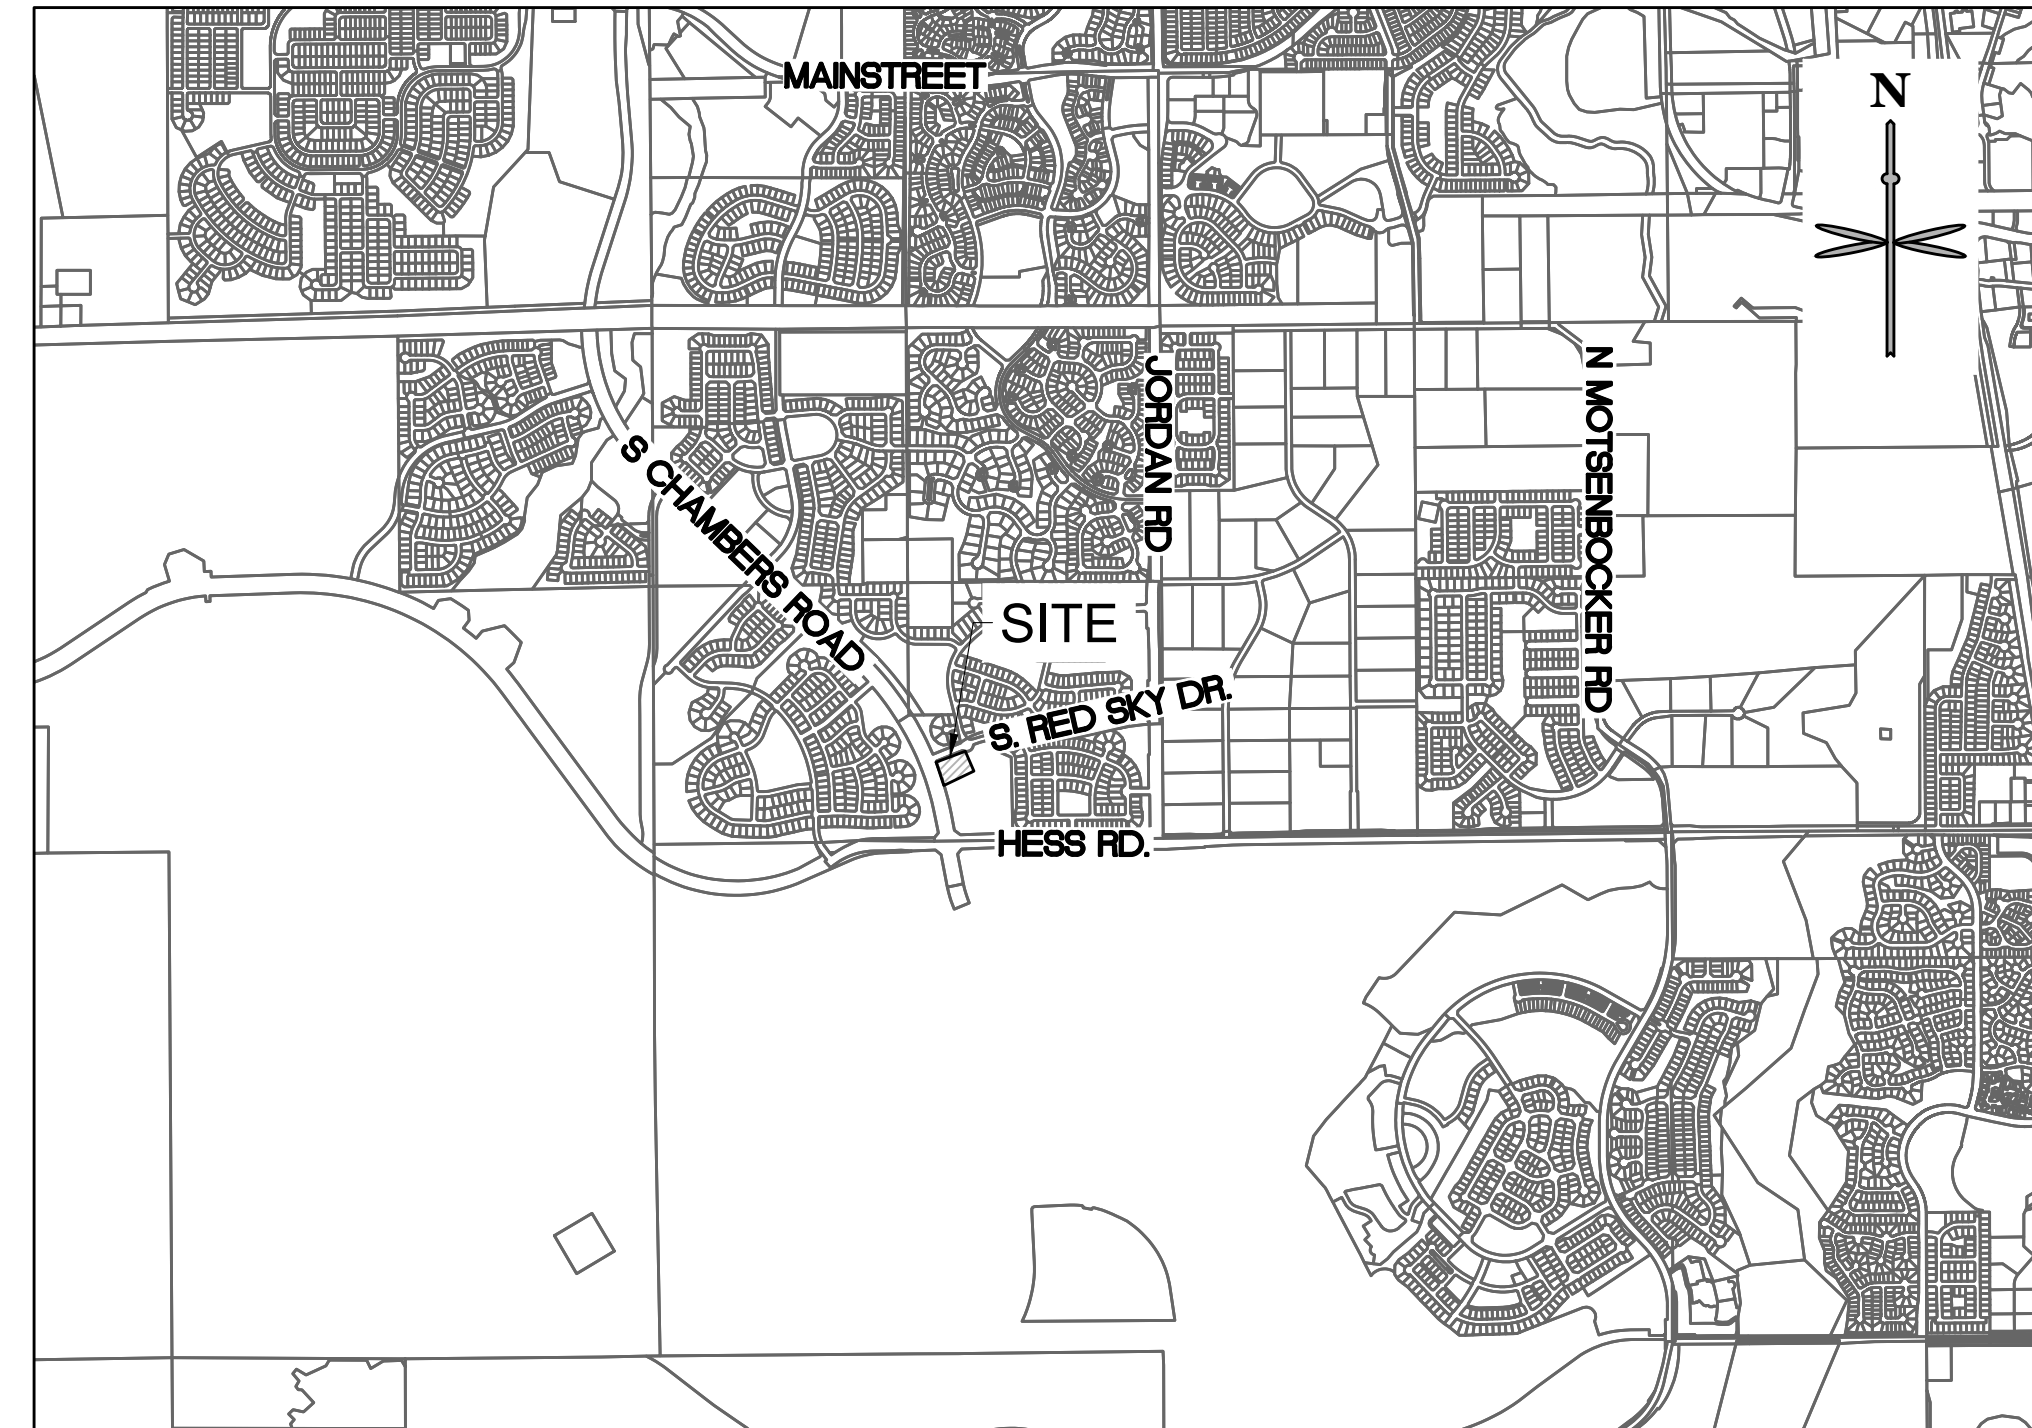 MAINSTREET
N
JORDAN RD
N MOTSENBOCKER RD
S CHAMBERS ROAD
SITE
S. RED SKY DR.
HESS RD.